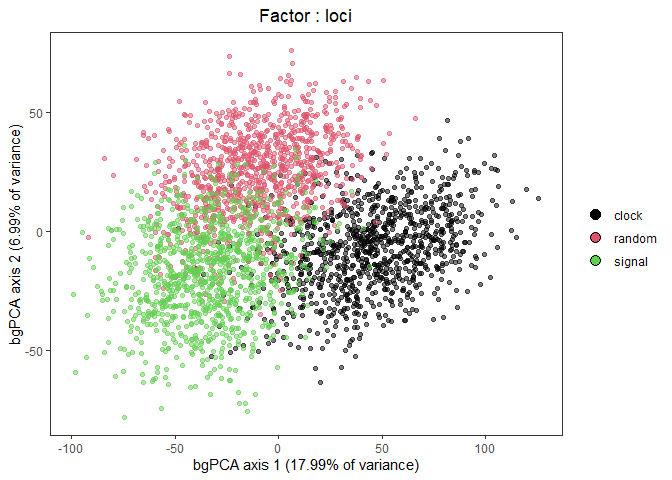 Factor : loci
bgPCA axis 2 (6.99% of variance)
50
0
-50
-100
-50
0
50
100
bgPCA axis 1 (17.99% of variance)
clock
random
signal